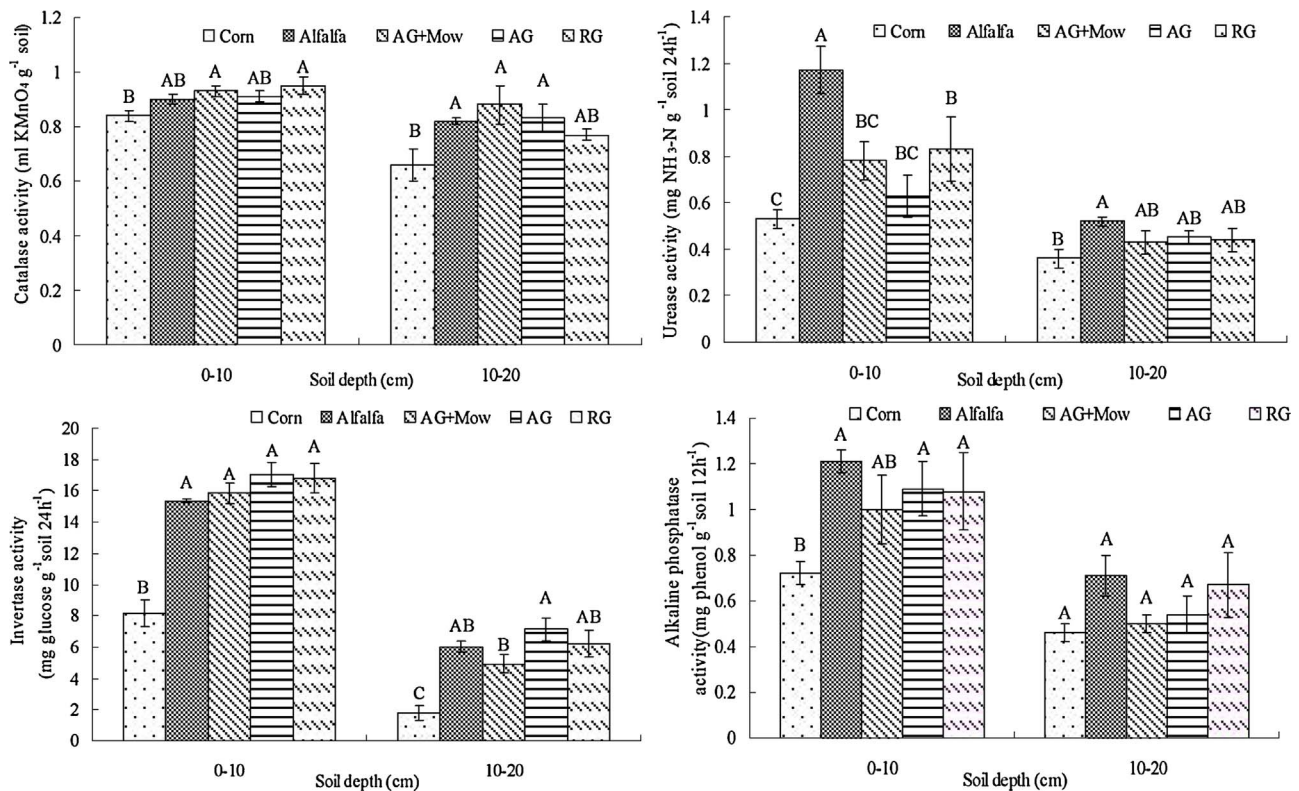 Catalase activity (ml KMnO4 g-1 soil)
1.2
1
0.8
0.6
0.4
0.2
0
Corn Alfalfa AG+Mow AG RG
B AB A AB A
B A A A AB
0-10 Soil depth (cm) 10-20
Urease activity (mg NH3-N g-1soil 24h-1)
1.4
1.2
1
0.8
0.6
0.4
0.2
0
Corn Alfalfa AG+Mow AG RG
C A BC BC B
B A AB AB AB
0-10 Soil depth (cm) 10-20
Invertase activity
(mg glucose g-1soil 24h-1)
20
18
16
14
12
10
8
6
4
2
0
Corn Alfalfa AG+Mow AG RG
B A A A A
C AB B A AB
0-10 Soil depth (cm) 10-20
Alkaline phosphatase
activity(mg phenol g-1soil 12h-1)
1.4
1.2
1
0.8
0.6
0.4
0.2
0
Corn Alfalfa AG+Mow AG RG
B A AB A A
A A A A A
0-10 Soil depth (cm) 10-20